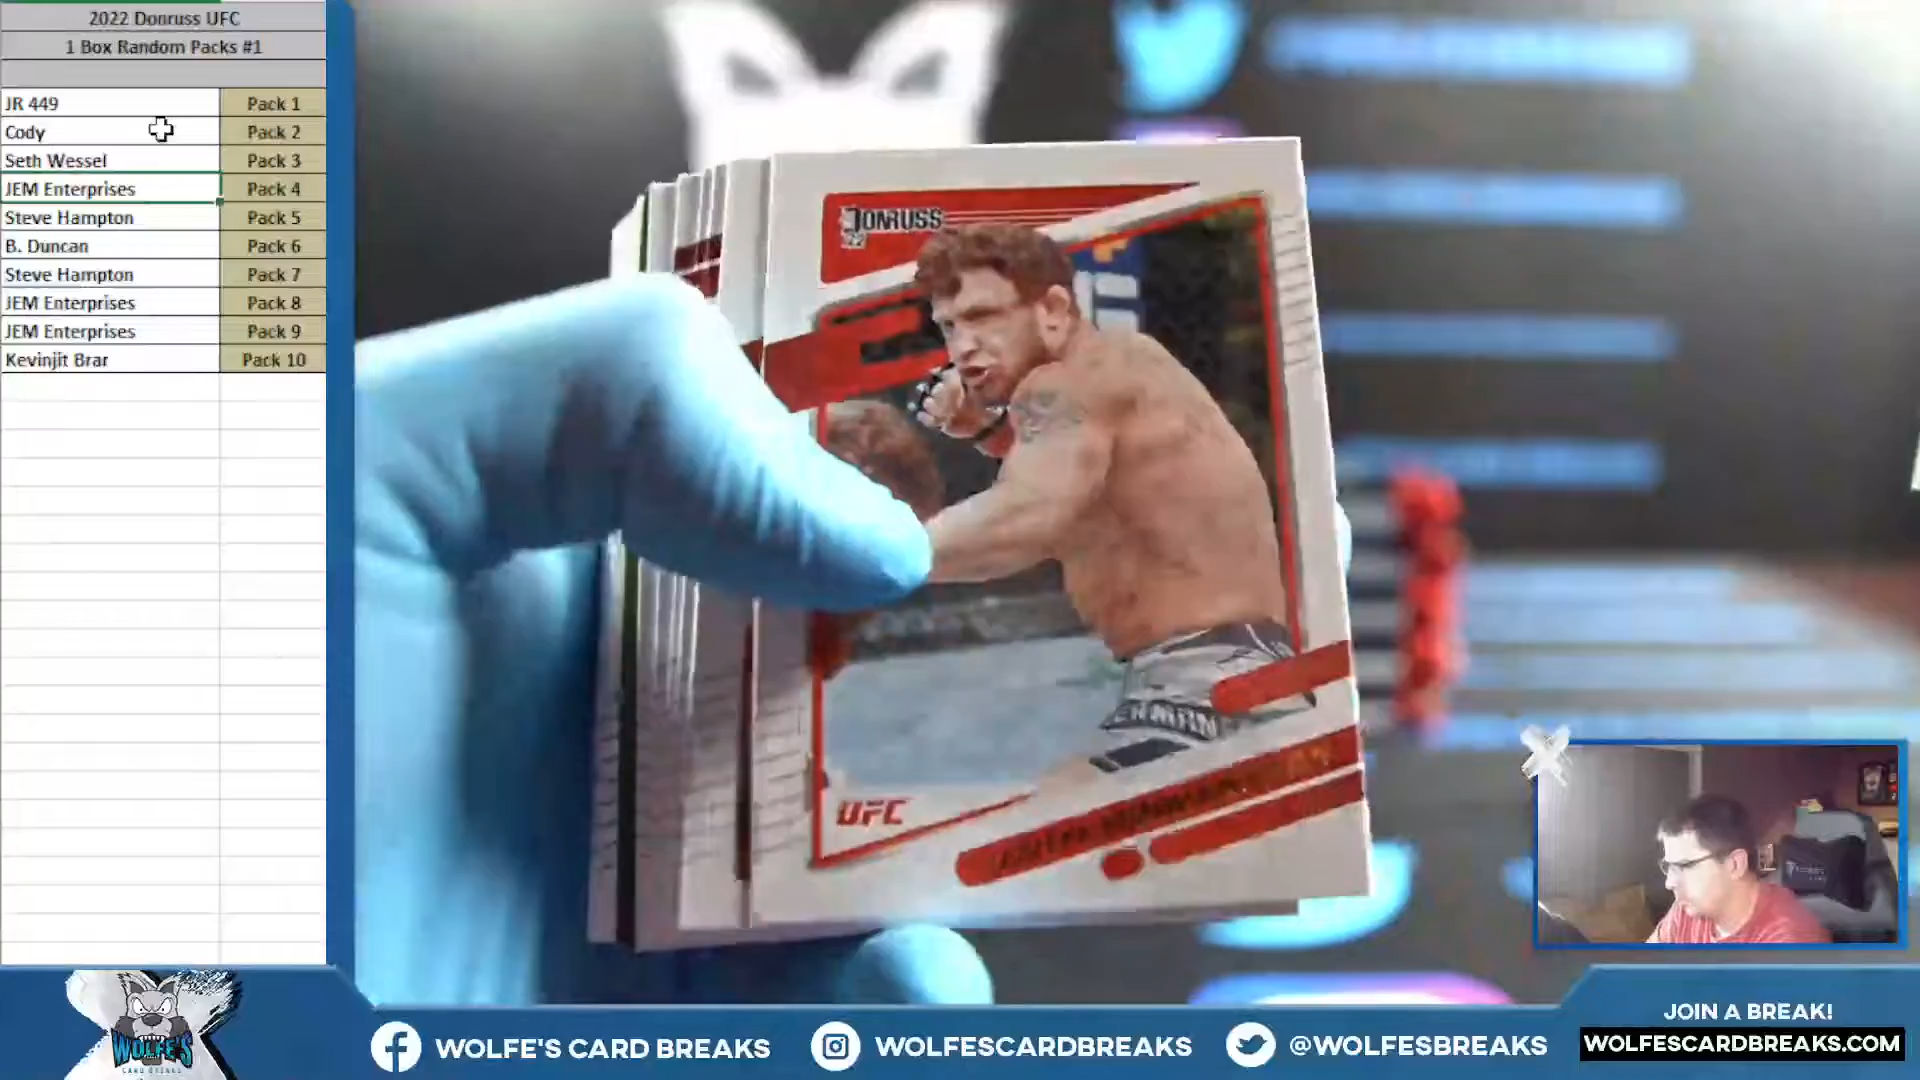 2022 Donruss UFC
1 Box Random Packs #1
JR 449 Pack 1
Cody Pack 2
Seth Wessel Pack 3
JEM Enterprises Pack 4
Steve Hampton Pack 5
B. Duncan Pack 6
Steve Hampton Pack 7
JEM Enterprises Pack 8
JEM Enterprises Pack 9
Kevinjit Brar Pack 10
DONRUSS
UFC
WOLFE'S
CARD BREAKS
WOLFE'S CARD BREAKS
WOLFESCARDBREAKS
@WOLFESBREAKS
JOIN A BREAK!
WOLFESCARDBREAKS.COM